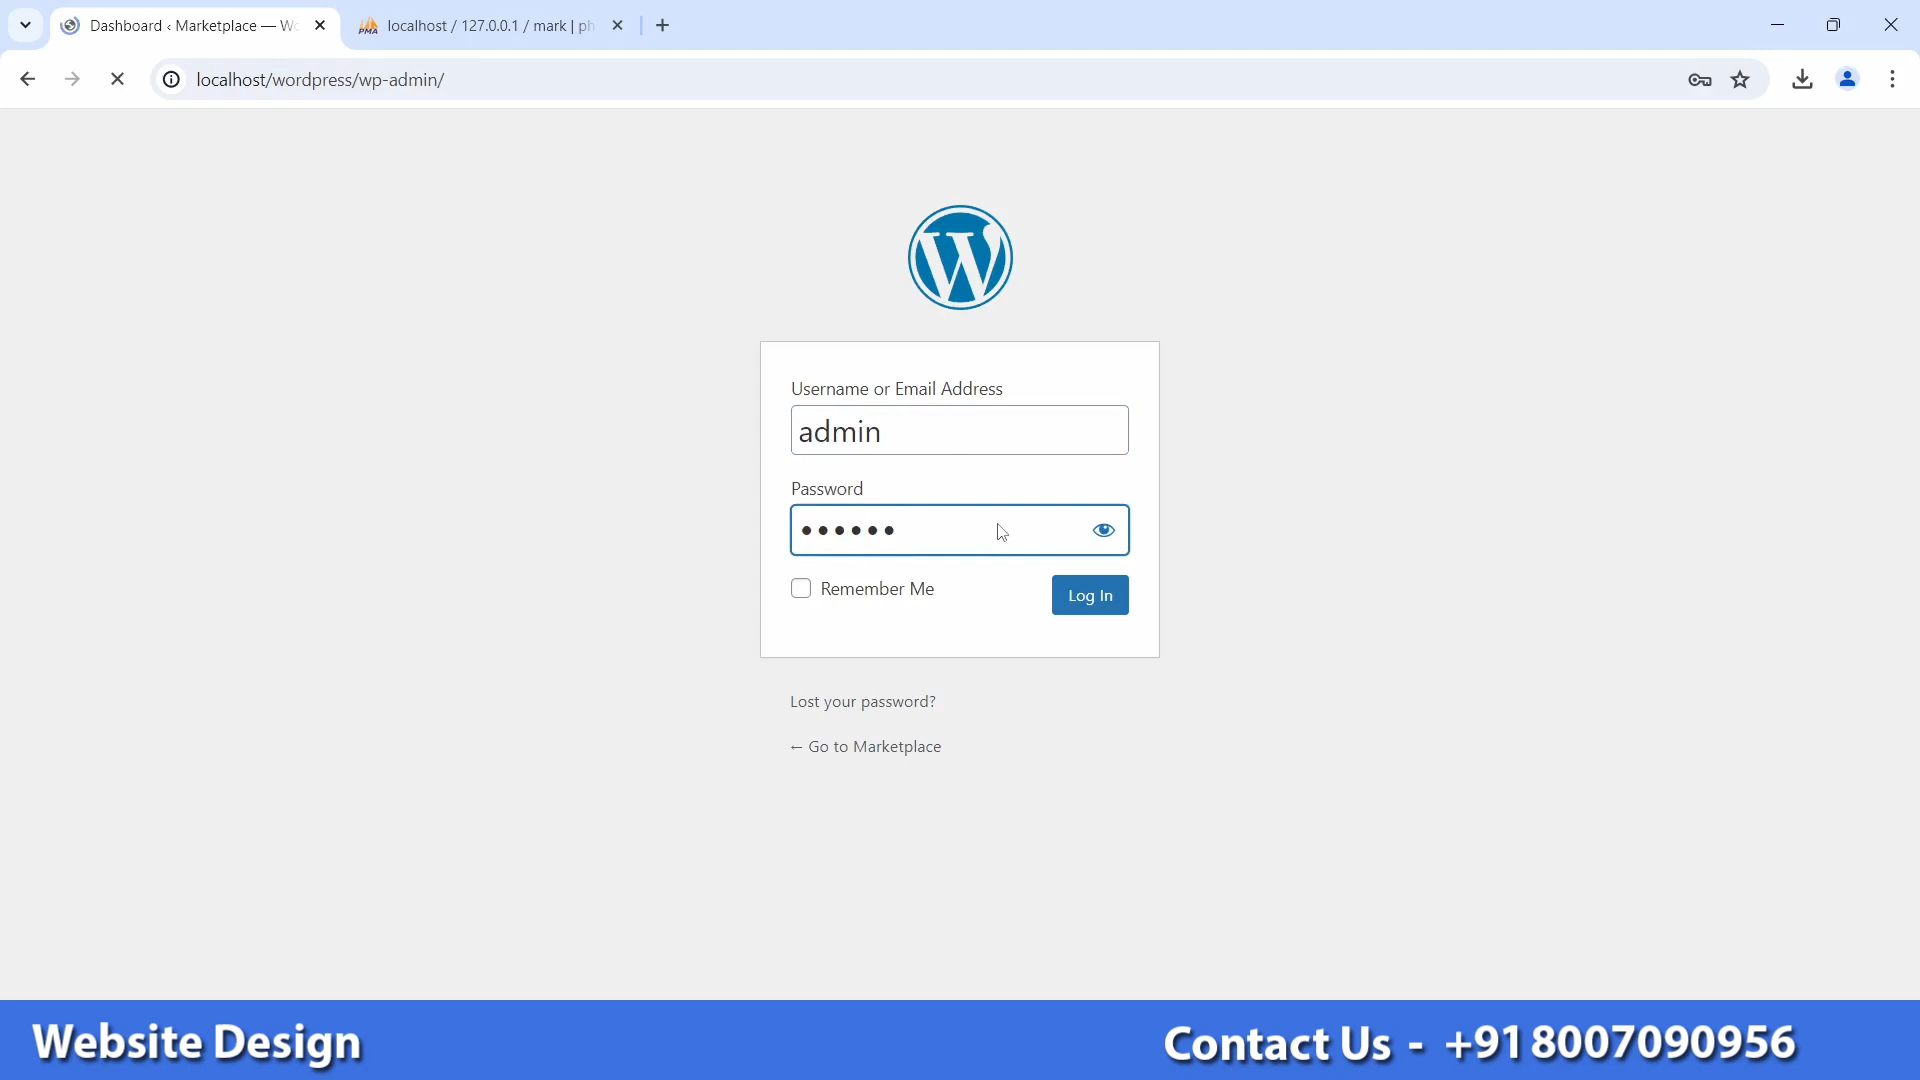 Dashboard ‹ Marketplace — Wo
localhost / 127.0.0.1 / mark | ph
localhost/wordpress/wp-admin/
Username or Email Address
admin
Password
Remember Me
Log In
Lost your password?
← Go to Marketplace
Website Design
Contact Us - +91 8007090956